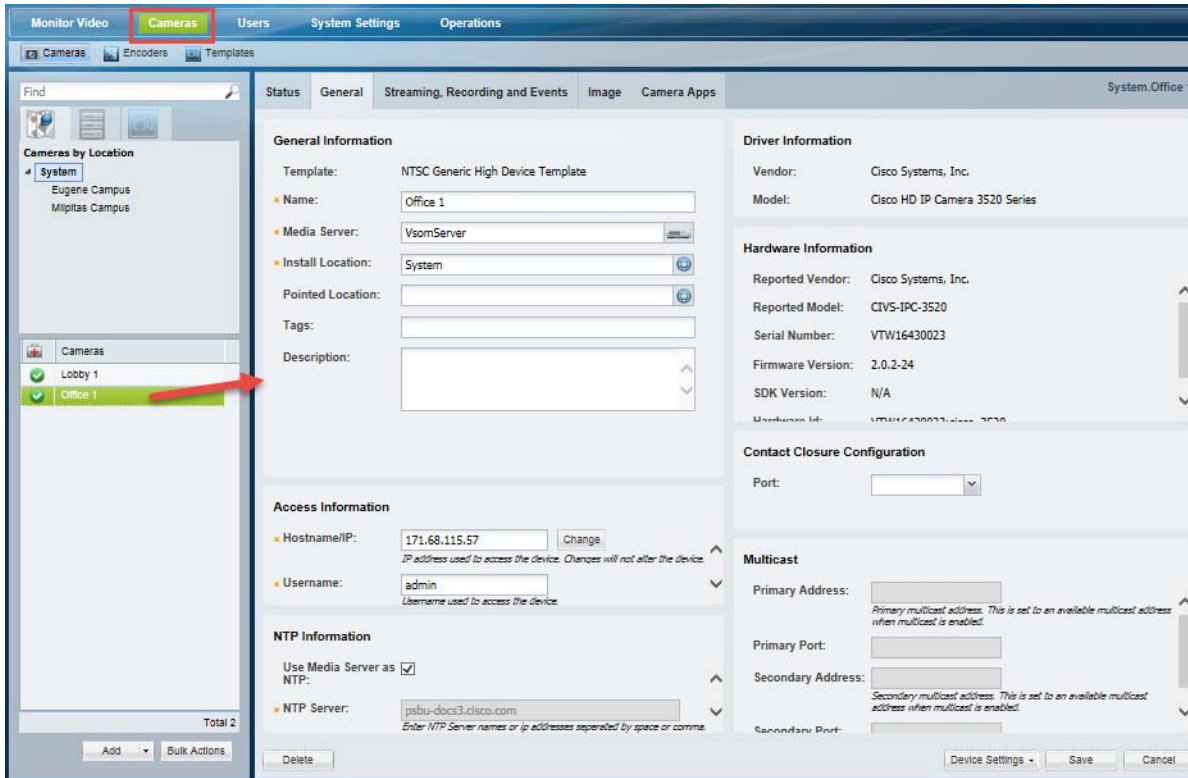 Monitor Video Cameras Users System Settings Operations
Cameras Encoders Templates
Find
Cameras by Location
System
Eugene Campus
Milpitas Campus
Cameras
Lobby 1
Office 1
Total 2
Add Bulk Actions
Status General Streaming, Recording and Events Image Camera Apps
System.Office
General Information
Template: NTSC Generic High Device Template
* Name: Office 1
* Media Server: VsomServer
* Install Location: System
Pointed Location:
Tags:
Description:
Access Information
* Hostname/IP: 171.68.115.57 Change
IP address used to access the device. Changes will not alter the device.
* Username: admin
Username used to access the device.
NTP Information
Use Media Server as
NTP:
* NTP Server: psbu-docs3.cisco.com
Enter NTP Server names or ip addresses seperated by space or comma.
Delete
Driver Information
Vendor: Cisco Systems, Inc.
Model: Cisco HD IP Camera 3520 Series
Hardware Information
Reported Vendor: Cisco Systems, Inc.
Reported Model: CIVS-IPC-3520
Serial Number: VTW16430023
Firmware Version: 2.0.2-24
SDK Version: N/A
Hardware Id:
Contact Closure Configuration
Port:
Multicast
Primary Address:
Primary multicast address. This is set to an available multicast address
when multicast is enabled.
Primary Port:
Secondary Address:
Secondary multicast address. This is set to an available multicast
address when multicast is enabled.
Secondary Port:
Device Settings Save Cancel